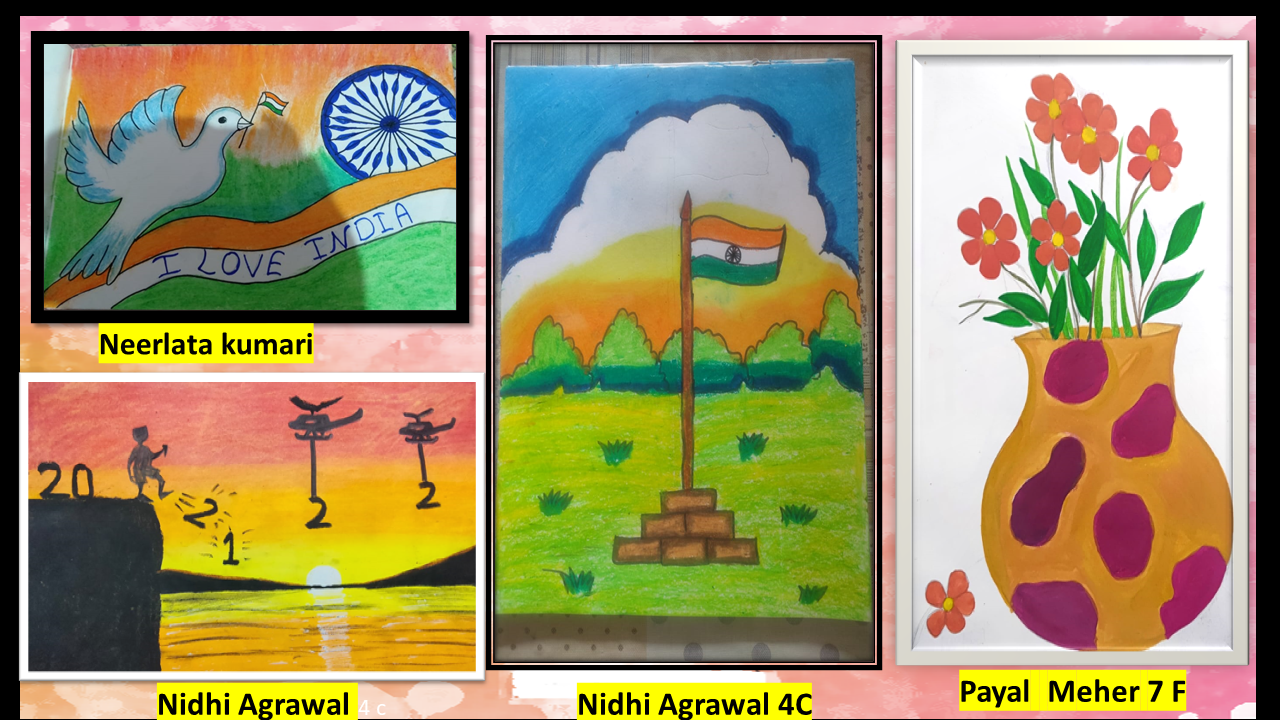 I LOVE INDIA
Neerlata kumari
20
2
1
2
2
Nidhi Agrawal 4 c
Nidhi Agrawal 4C
Payal Meher 7 F